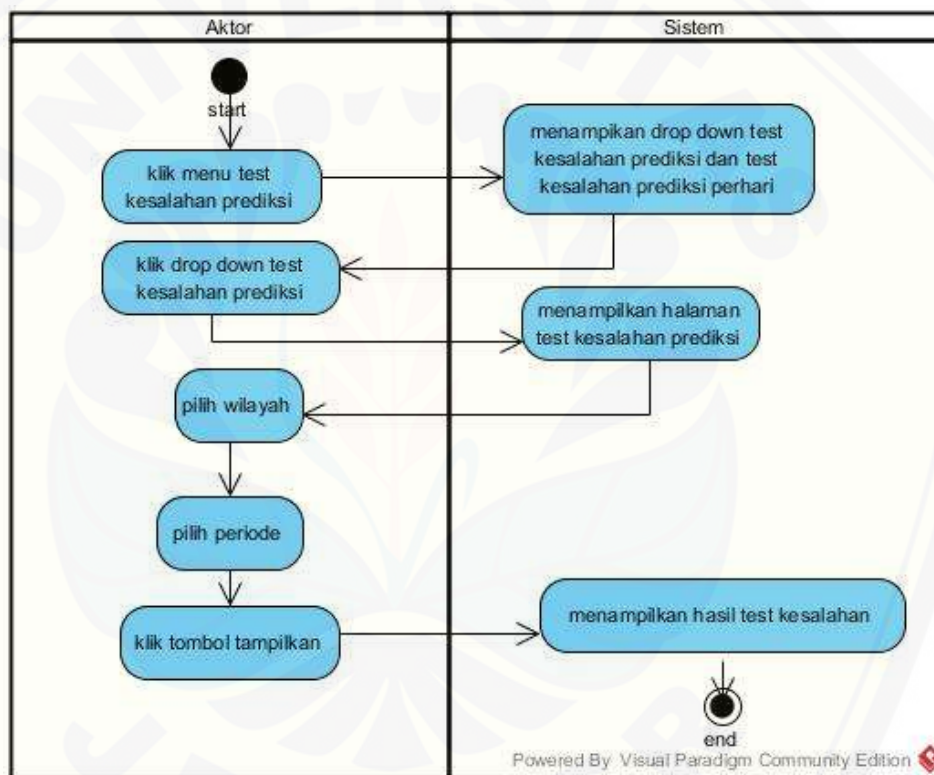 Aktor
Sistem
start
klik menu test
kesalahan prediksi
menampikan drop down test
kesalahan prediksi dan test
kesalahan prediksi perhari
klik drop down test
kesalahan prediksi
menampilkan halaman
test kesalahan prediksi
pilih wilayah
pilih periode
klik tombol tampilkan
menampilkan hasil test kesalahan
end
Powered By Visual Paradigm Community Edition